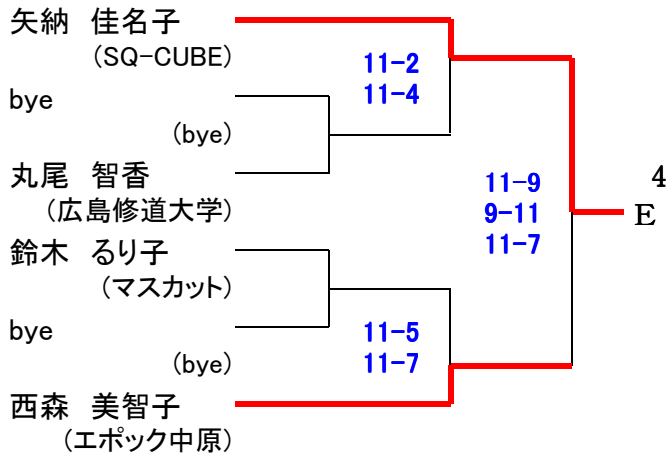 矢納 佳名子
(SQ-CUBE)
11-2
11-4
bye
(bye)
丸尾 智香
(広島修道大学)
11-9
9-11
11-7
4
E
鈴木 るり子
(マスカット)
bye
(bye)
11-5
11-7
西森 美智子
(エポック中原)